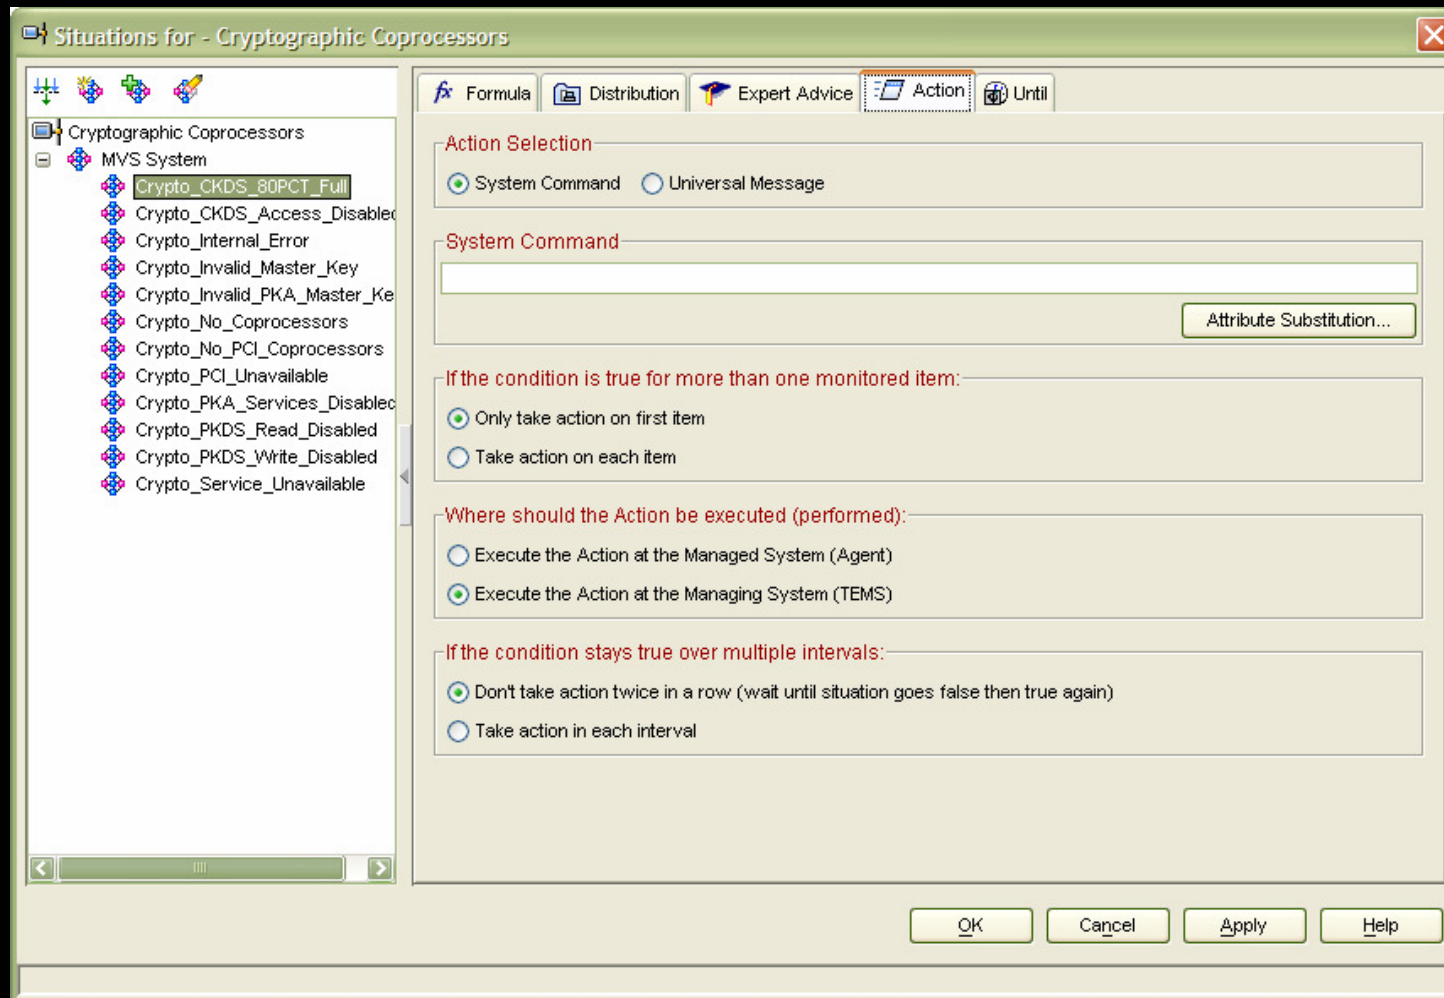 Situations for - Cryptographic Coprocessors
Cryptographic Coprocessors
MVS System
Crypto_CKDS_80PCT_Full
Crypto_CKDS_Access_Disabled
Crypto_Internal_Error
Crypto_Invalid_Master_Key
Crypto_Invalid_PKA_Master_Ke
Crypto_No_Coprocessors
Crypto_No_PCI_Coprocessors
Crypto_PCI_Unavailable
Crypto_PKA_Services_Disabled
Crypto_PKDS_Read_Disabled
Crypto_PKDS_Write_Disabled
Crypto_Service_Unavailable
Formula Distribution Expert Advice Action Until
Action Selection
System Command Universal Message
System Command
Attribute Substitution...
If the condition is true for more than one monitored item:
Only take action on first item
Take action on each item
Where should the Action be executed (performed):
Execute the Action at the Managed System (Agent)
Execute the Action at the Managing System (TEMS)
If the condition stays true over multiple intervals:
Don't take action twice in a row (wait until situation goes false then true again)
Take action in each interval
OK Cancel Apply Help